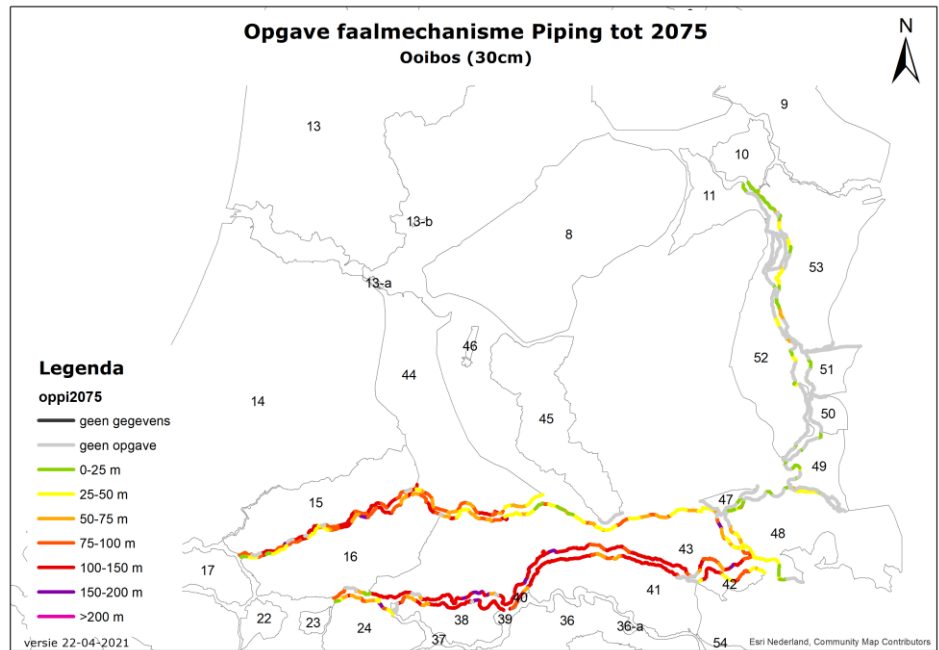 Opgave faalmechanisme Piping tot 2075
Ooibos (30cm)
N
9
13
10
11
13-b
8
53
13-a
46
52
44
51
14
45
50
49
47
15
48
43
16
17
42
41
40
22
23
24
38
39
36
36-a
37
54
Legenda
oppi2075
geen gegevens
geen opgave
0-25 m
25-50 m
50-75 m
75-100 m
100-150 m
150-200 m
>200 m
versie 22-04-2021
Esri Nederland, Community Map Contributors